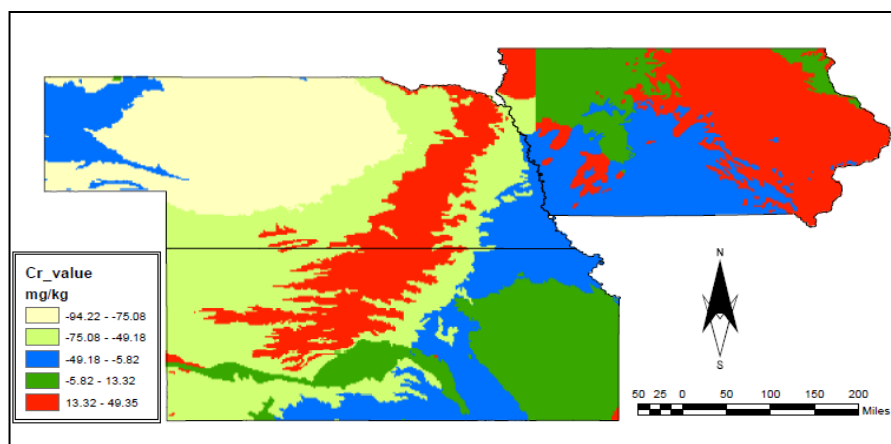 N
S
Cr_value
mg/kg
-94.22 - -75.08
-75.08 - -49.18
-49.18 - -5.82
-5.82 - 13.32
13.32 - 49.35
50 25 0 50 100 150 200
Miles